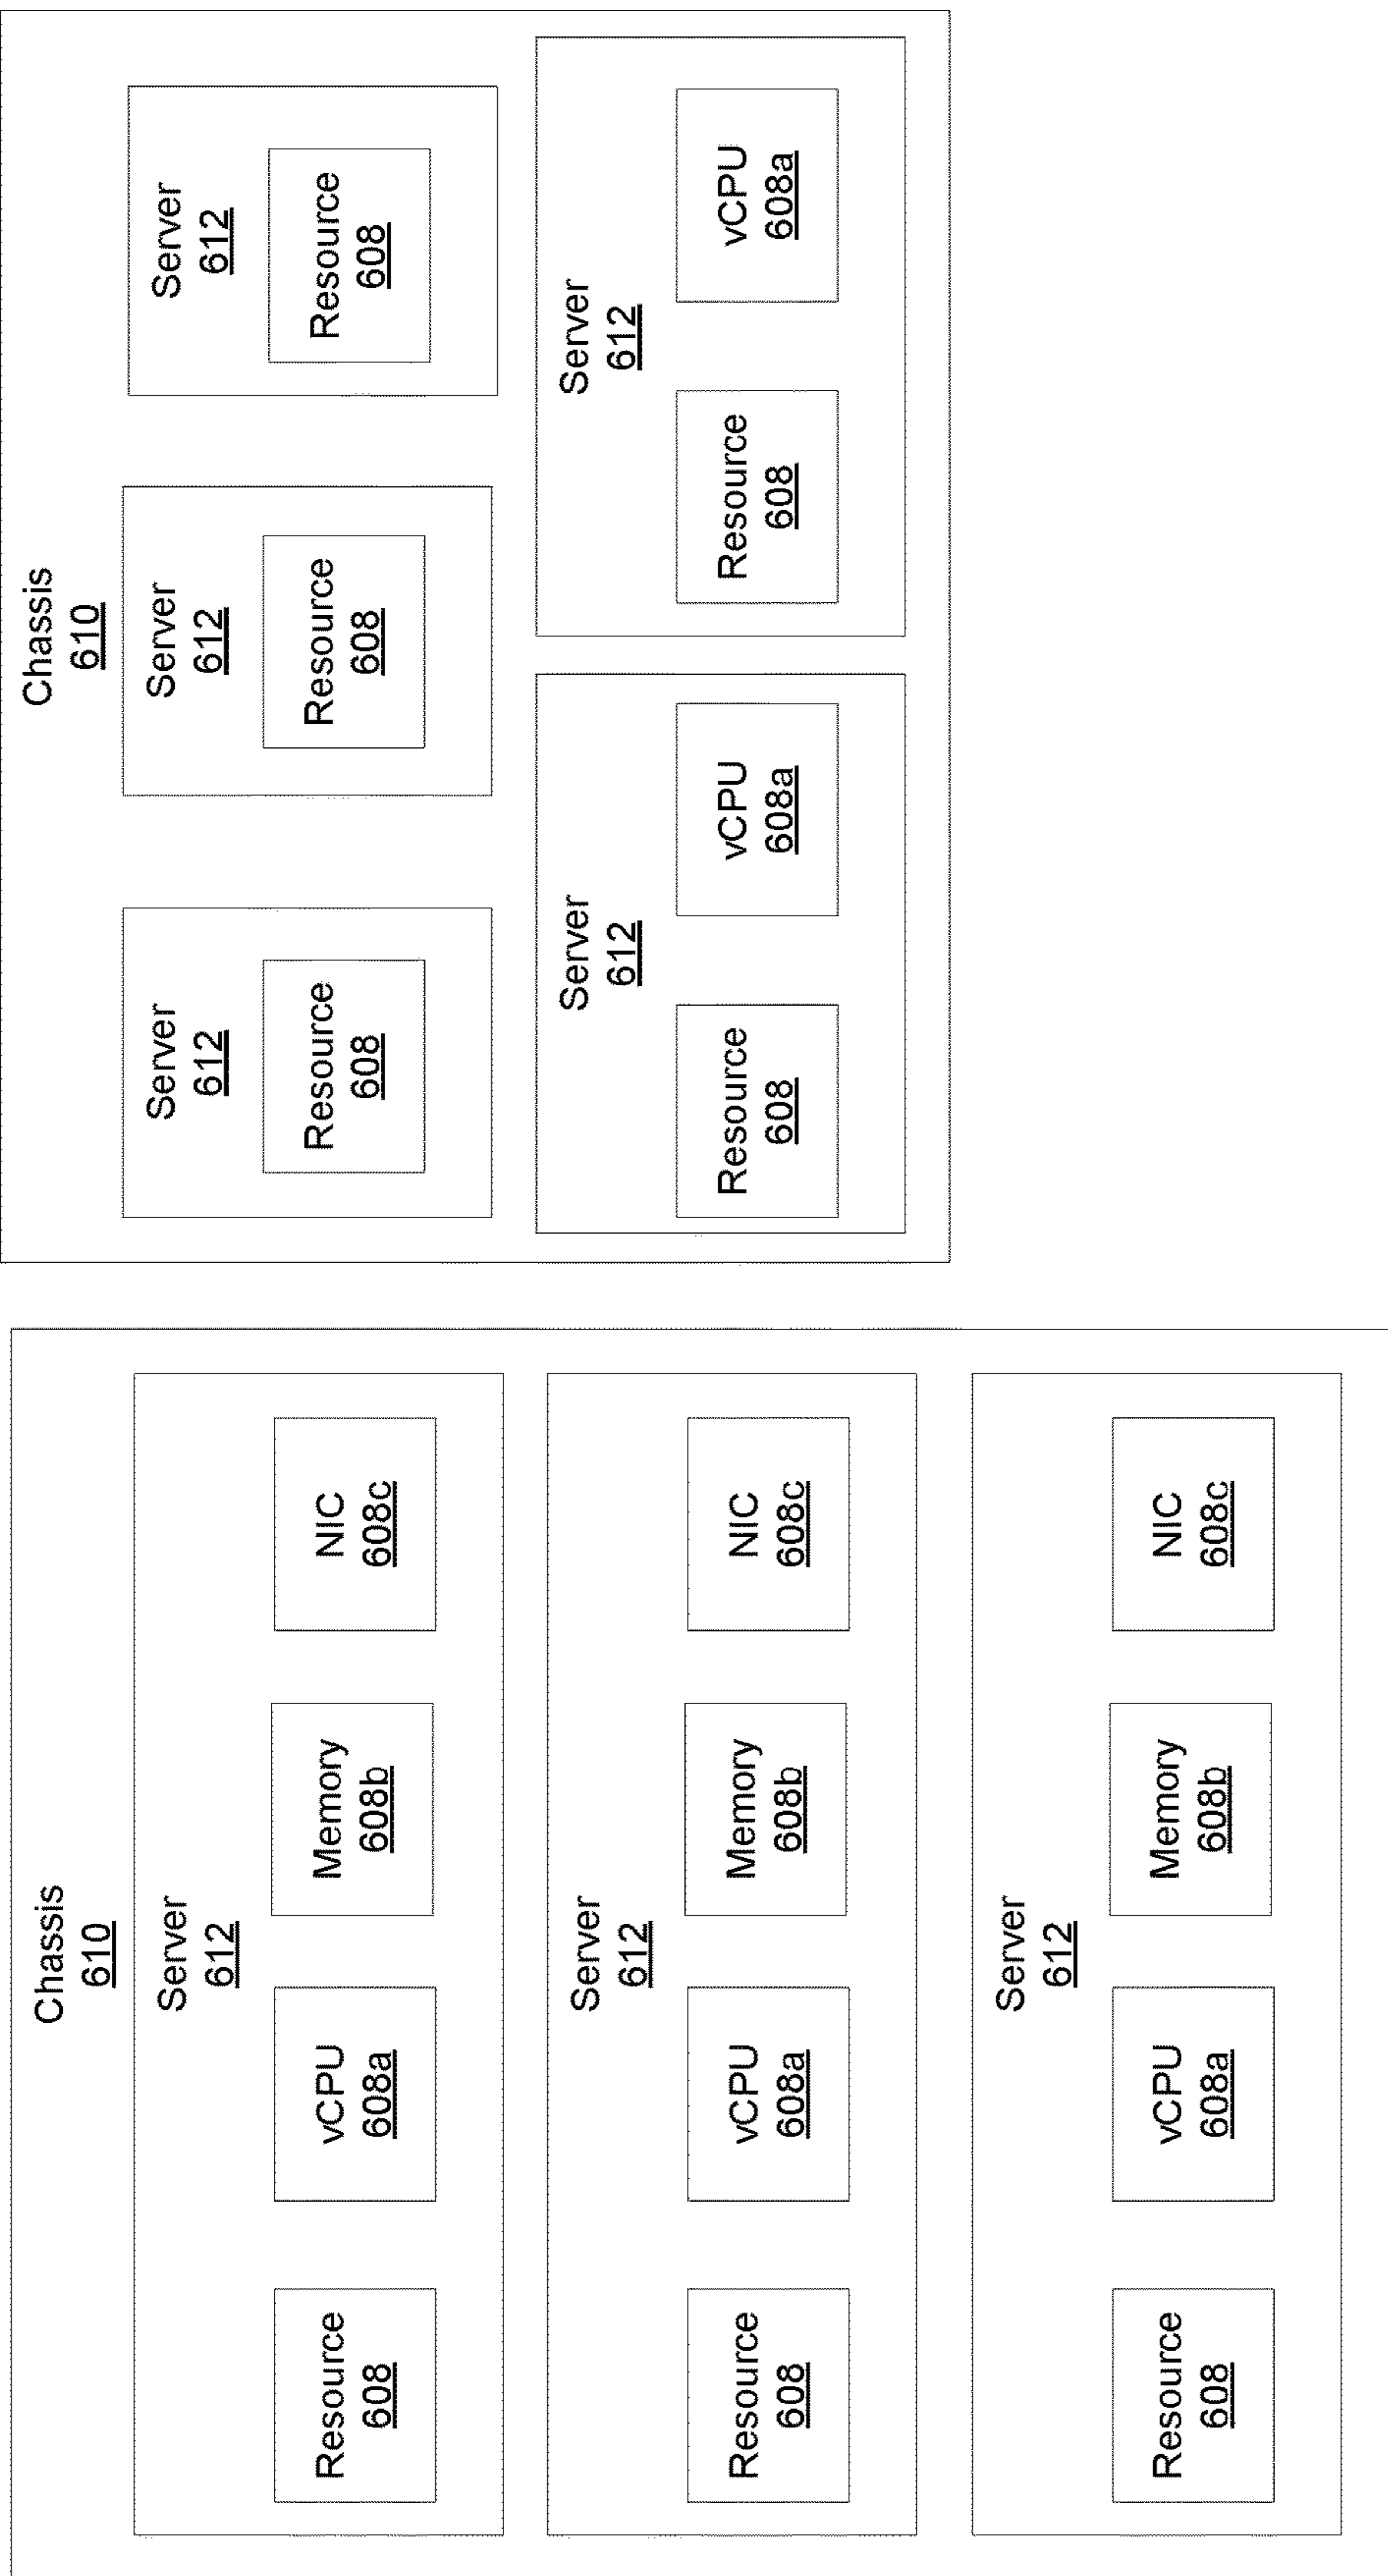 Chassis
610
Server
612
Resource
608
vCPU
608a
Memory
608b
NIC
608c
Server
612
Resource
608
vCPU
608a
Memory
608b
NIC
608c
Server
612
Resource
608
vCPU
608a
Memory
608b
NIC
608c
Chassis
610
Server
612
Resource
608
Server
612
Resource
608
Server
612
Resource
608
Server
612
Resource
608
vCPU
608a
Server
612
Resource
608
vCPU
608a